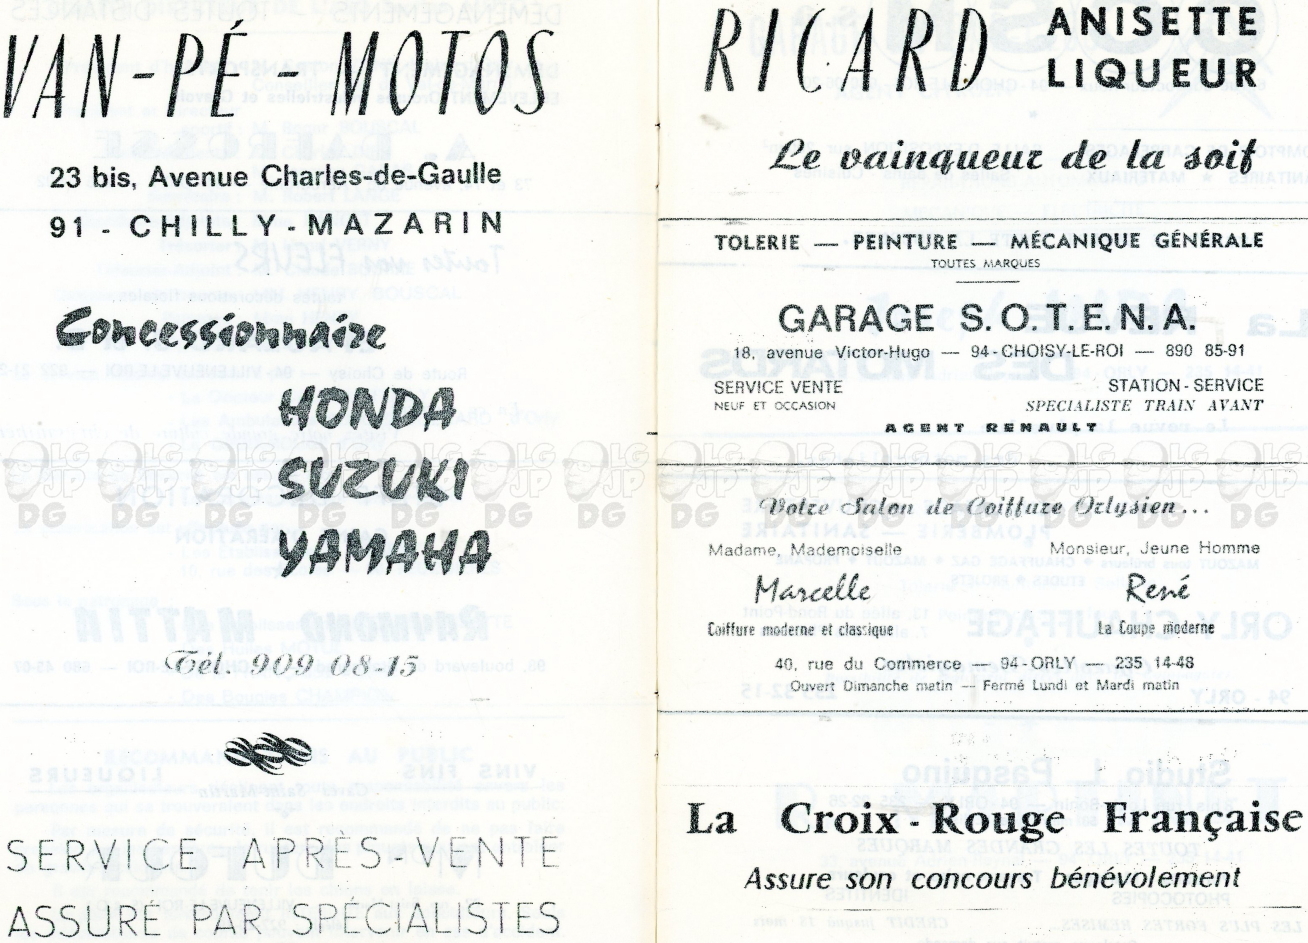 VAN-PÉ-MOTOS
23 bis, Avenue Charles-de-Gaulle
91 - CHILLY-MAZARIN
Concessionnaire
HONDA
SUZUKI
YAMAHA
Tél. 909 08-15
SERVICE APRÈS-VENTE
ASSURÉ PAR SPÉCIALISTES
RICARD ANISETTE
LIQUEUR
Le vainqueur de la soif
TOLERIE — PEINTURE — MÉCANIQUE GÉNÉRALE
TOUTES MARQUES
GARAGE S.O.T.E.N.A.
18, avenue Victor-Hugo — 94-CHOISY-LE-ROI — 890 85-91
SERVICE VENTE STATION-SERVICE
NEUF ET OCCASION SPECIALISTE TRAIN AVANT
AGENT RENAULT
Votre Salon de Coiffure Orlysien...
Madame, Mademoiselle Monsieur, Jeune Homme
Marcelle René
Coiffure moderne et classique La Coupe moderne
40, rue du Commerce — 94-ORLY — 235 14-48
Ouvert Dimanche matin — Fermé Lundi et Mardi matin
La Croix-Rouge Française
Assure son concours bénévolement